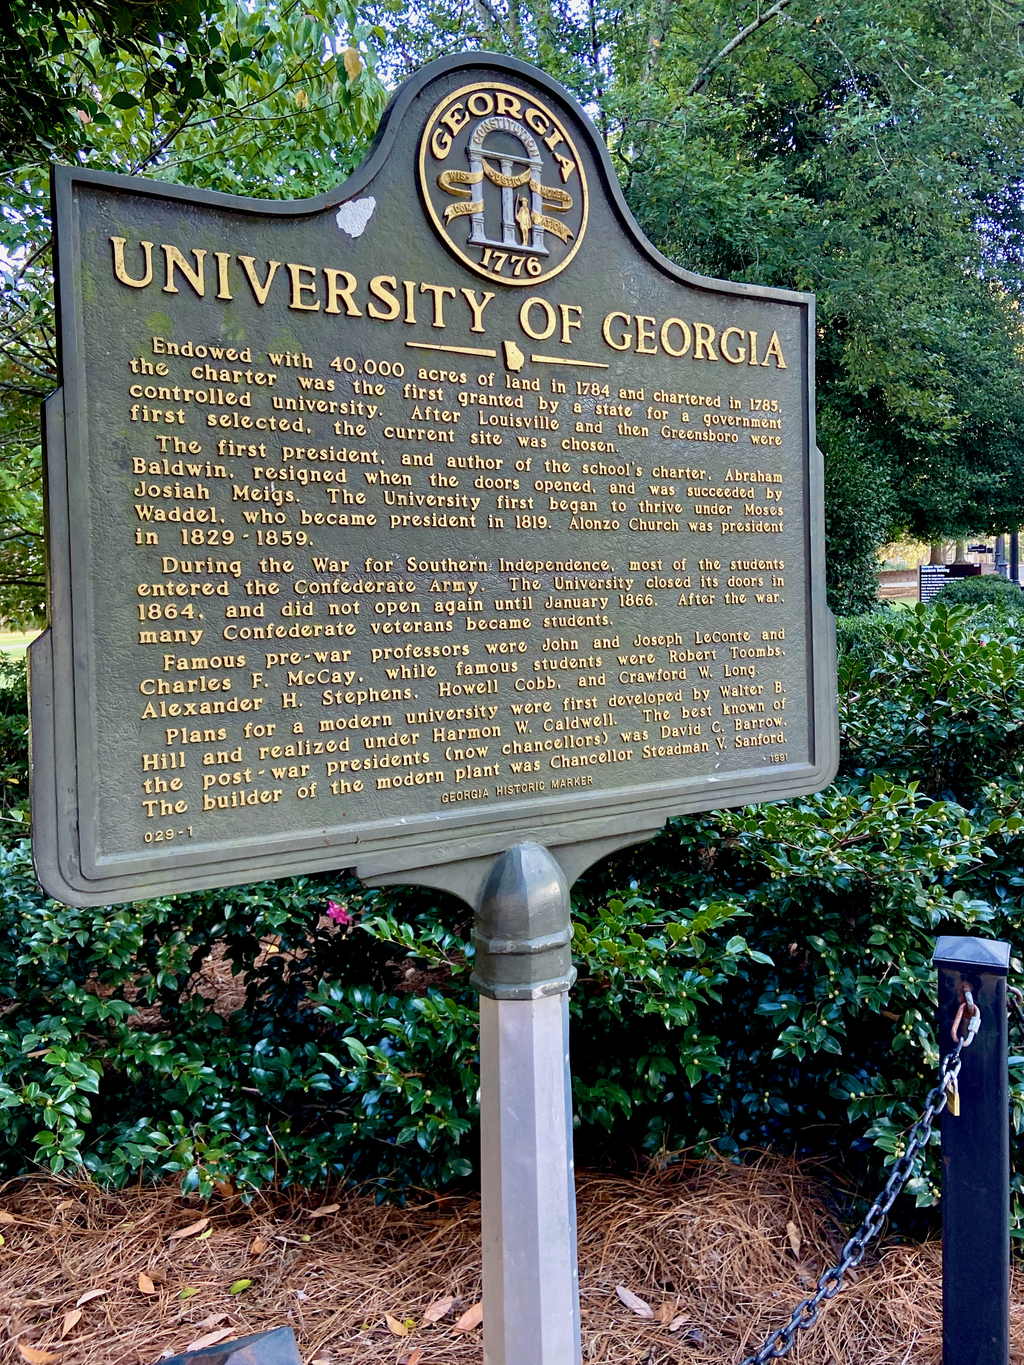 GEORGIA
CONSTITUTION
WISDOM JUSTICE MODERATION
1776
UNIVERSITY OF GEORGIA
Endowed with 40,000 acres of land in 1784 and chartered in 1785,
the charter was the first granted by a state for a government
controlled university. After Louisville and then Greensboro were
first selected, the current site was chosen.
The first president, and author of the school's charter, Abraham
Baldwin, resigned when the doors opened, and was succeeded by
Josiah Meigs. The University first began to thrive under Moses
Waddel, who became president in 1819. Alonzo Church was president
in 1829-1859.
During the War for Southern Independence, most of the students
entered the Confederate Army. The University closed its doors in
1864, and did not open again until January 1866. After the war,
many Confederate veterans became students.
Famous pre-war professors were John and Joseph LeConte and
Charles F. McCay, while famous students were Robert Toombs,
Alexander H. Stephens, Howell Cobb, and Crawford W. Long.
Plans for a modern university were first developed by Walter B.
Hill and realized under Harmon W. Caldwell. The best known of
the post-war presidents (now chancellors) was David C. Barrow.
The builder of the modern plant was Chancellor Steadman V. Sanford.
029-1 GEORGIA HISTORIC MARKER 1991